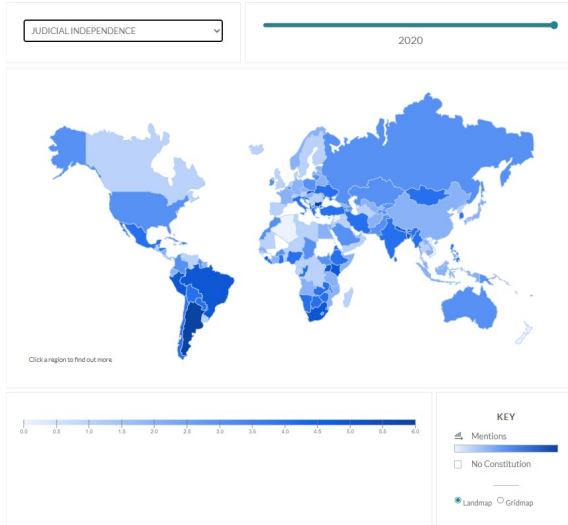 JUDICIAL INDEPENDENCE
2020
Click a region to find out more
0.0 0.5 1.0 1.5 2.0 2.5 3.0 3.5 4.0 4.5 5.0 5.5 6.0
KEY
Mentions
No Constitution
Landmap Gridmap